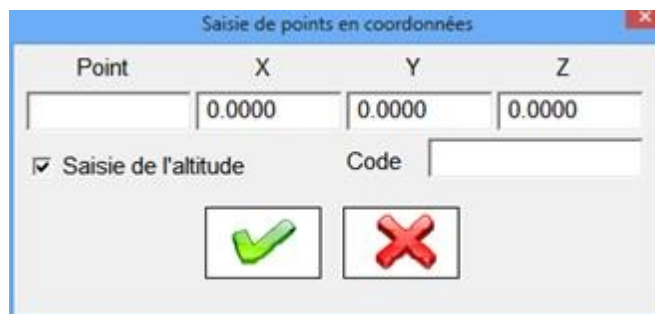 Saisie de points en coordonnées
Point X Y Z
0.0000 0.0000 0.0000
Saisie de l'altitude Code